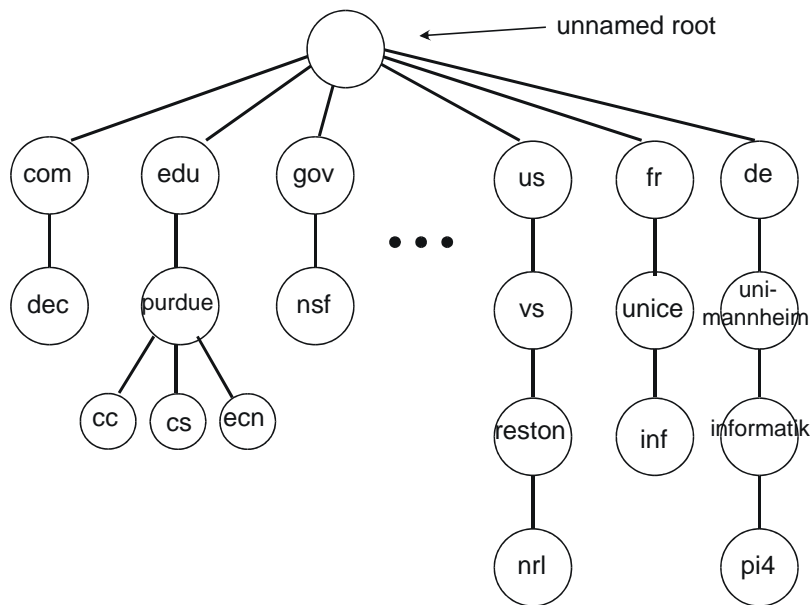 unnamed root
com
edu
gov
us
fr
de
dec
purdue
nsf
vs
unice
uni-
mannheim
cc
cs
ecn
reston
inf
informatik
nrl
pi4